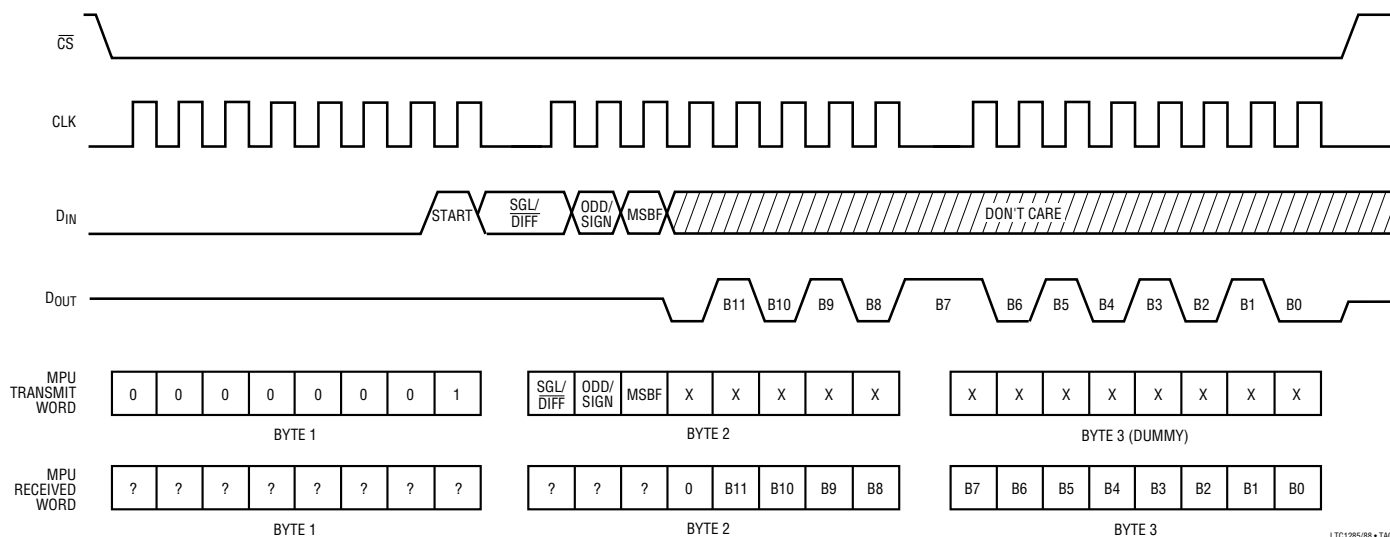 CS
CLK
DIN START SGL/ DIFF ODD/ SIGN MSBF DON'T CARE
DOUT B11 B10 B9 B8 B7 B6 B5 B4 B3 B2 B1 B0
MPU
TRANSMIT
WORD
0 0 0 0 0 0 0 1 SGL/ DIFF ODD/ SIGN MSBF X X X X X X X X X X X X X
BYTE 1 BYTE 2 BYTE 3 (DUMMY)
MPU
RECEIVED
WORD
? ? ? ? ? ? ? ? ? ? ? 0 B11 B10 B9 B8 B7 B6 B5 B4 B3 B2 B1 B0
BYTE 1 BYTE 2 BYTE 3
LTC1285/88 •